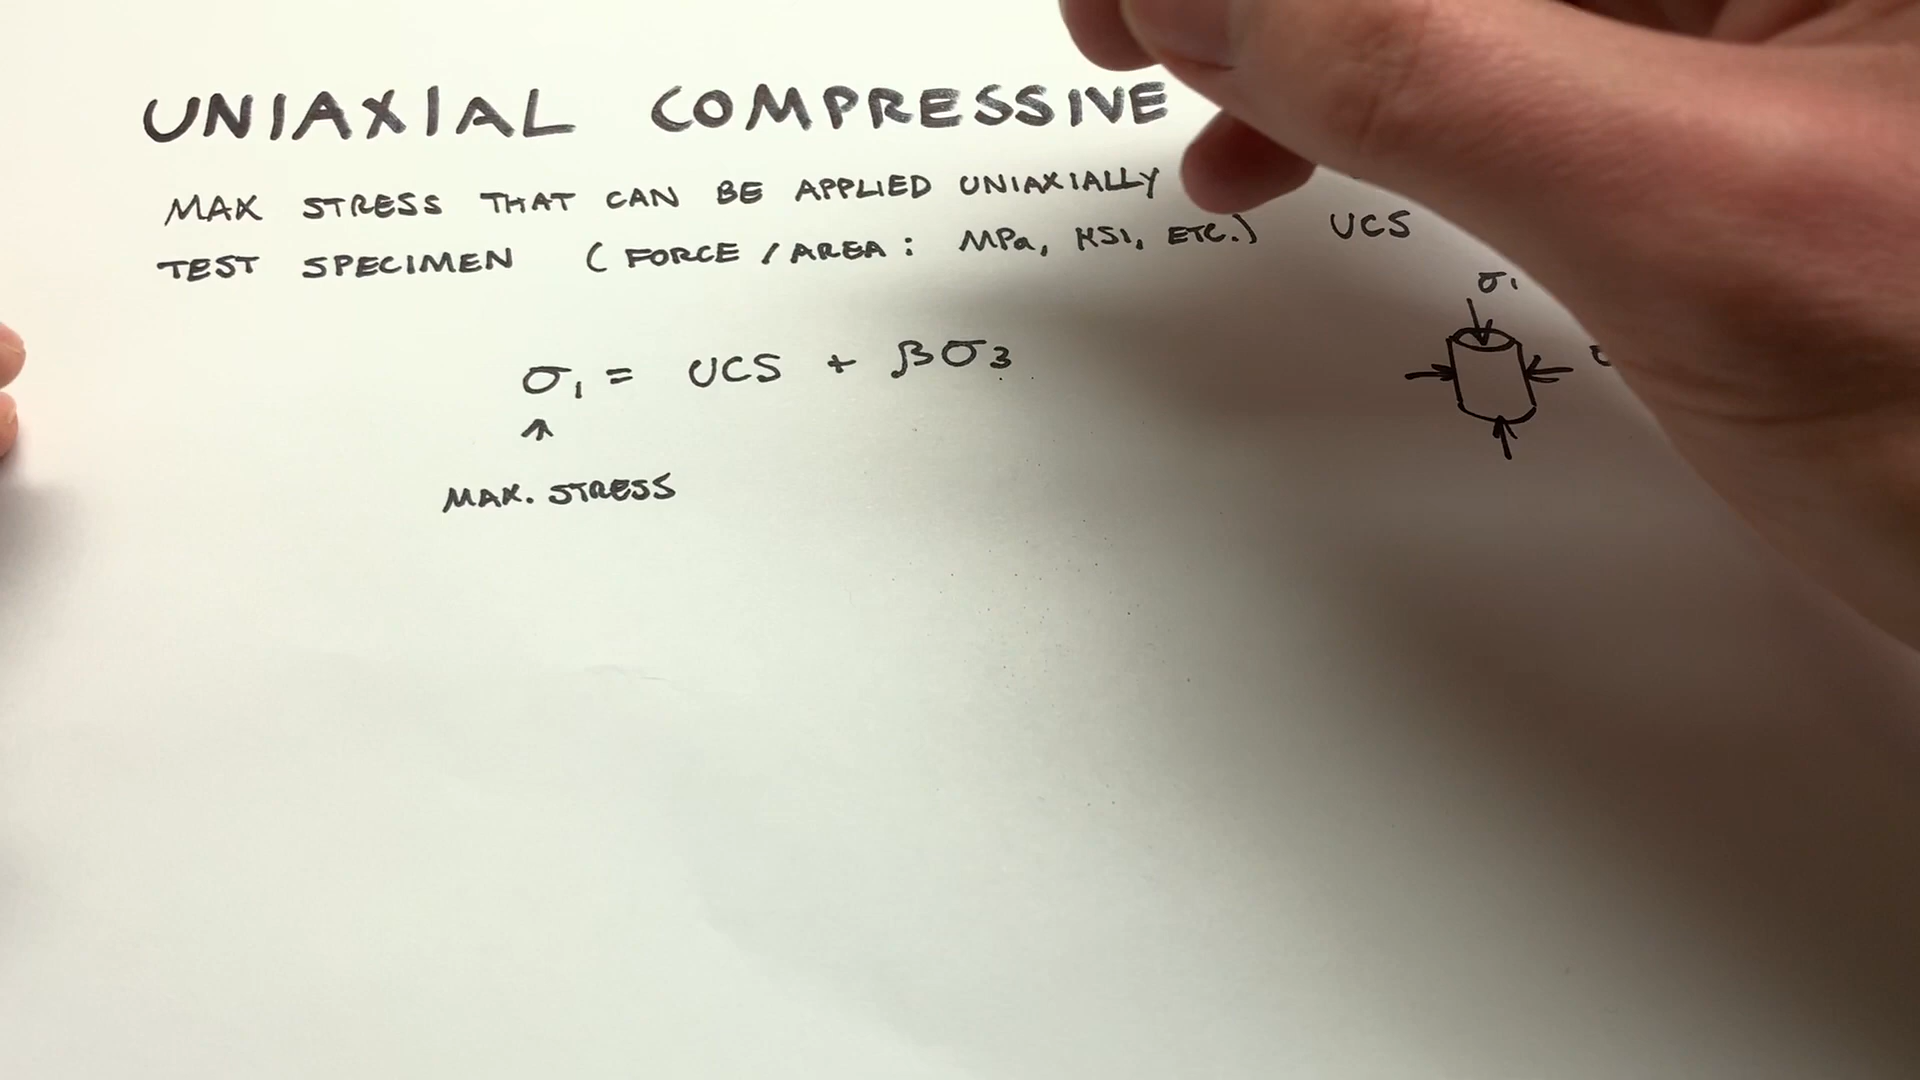 UNIAXIAL COMPRESSIVE
MAX STRESS THAT CAN BE APPLIED UNIAXIALLY
TEST SPECIMEN (FORCE / AREA: MPa, KSI, ETC.) UCS
σ1
σ1 = UCS + βσ3
MAX. STRESS